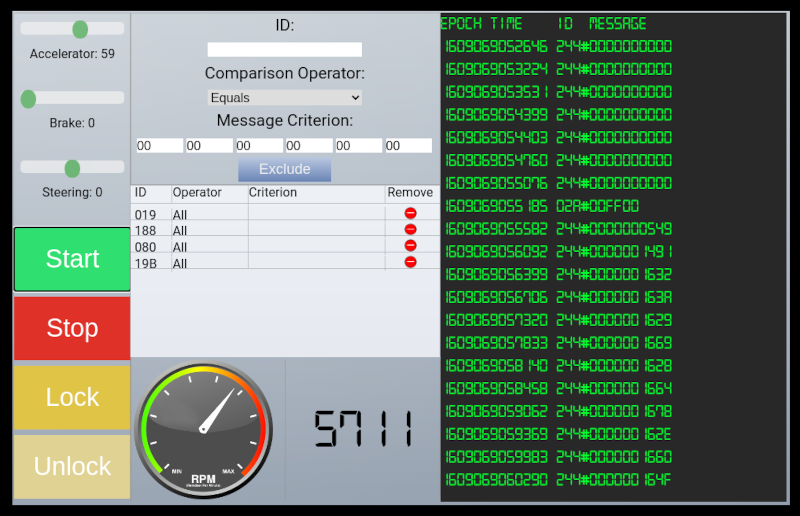 Accelerator: 59
Brake: 0
Steering: 0
Start
Stop
Lock
Unlock
ID:
Comparison Operator:
Equals
Message Criterion:
00 00 00 00 00 00
Exclude
ID Operator Criterion Remove
019 All
188 All
080 All
19B All
MIN MAX
RPM
5711
EPOCH TIME ID MESSAGE
1609069052646 244#0000000000
1609069053224 244#0000000000
1609069053531 244#0000000000
1609069054399 244#0000000000
1609069054403 244#0000000000
1609069054760 244#0000000000
1609069055076 244#0000000000
1609069055185 02A#00FF00
1609069055582 244#0000000549
1609069056092 244#0000001491
1609069056399 244#0000001632
1609069056706 244#000000163A
1609069057320 244#0000001629
1609069057833 244#0000001669
1609069058140 244#0000001628
1609069058458 244#0000001664
1609069059062 244#0000001678
1609069059369 244#000000162E
1609069059983 244#0000001660
1609069060290 244#000000164F